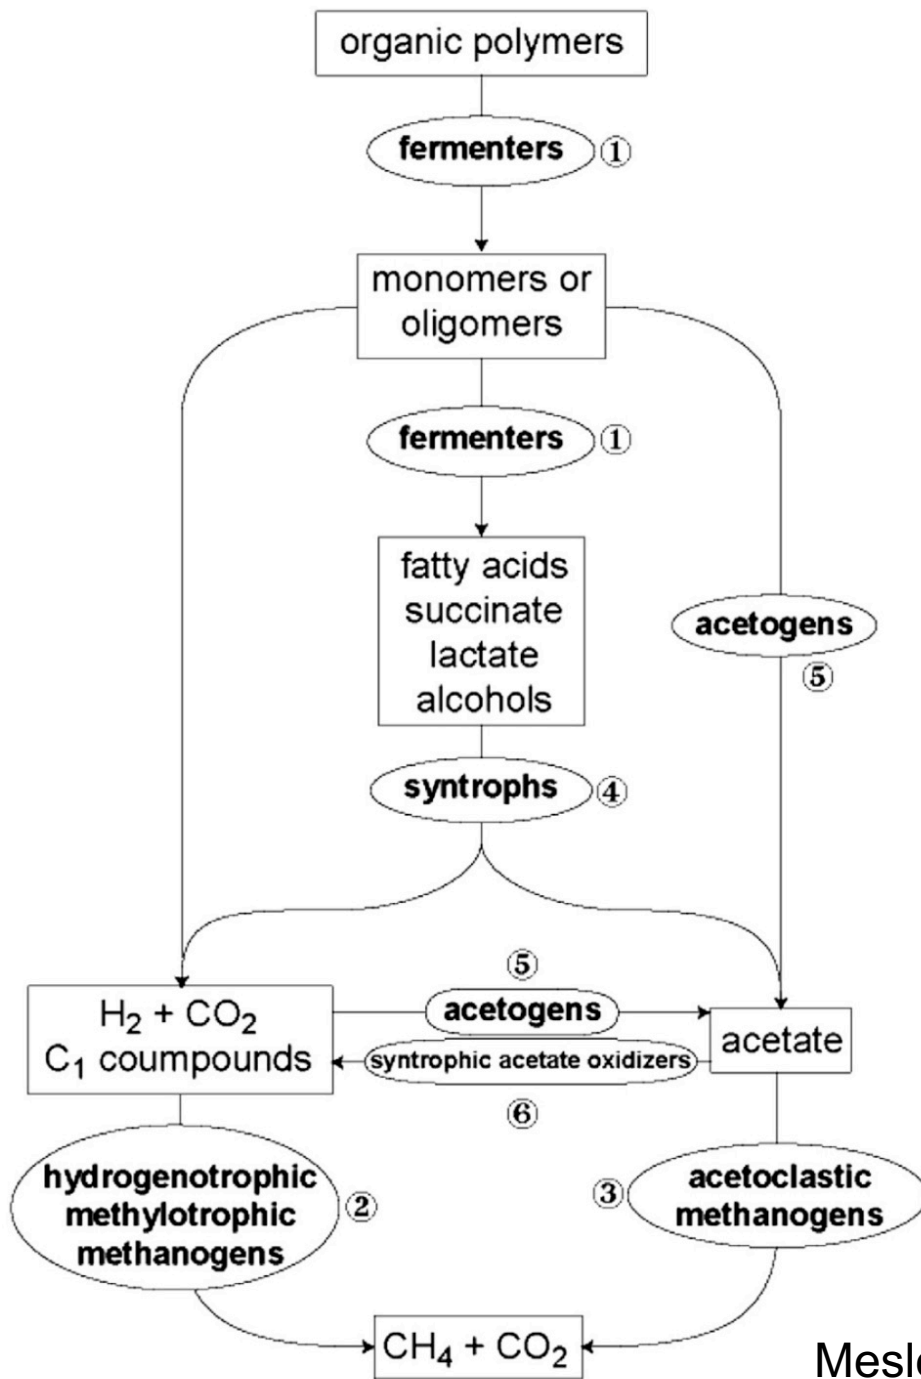 organic polymers
fermenters ①
monomers or
oligomers
fermenters ①
fatty acids
succinate
lactate
alcohols
acetogens
⑤
syntrophs ④
⑤
H₂ + CO₂
C₁ coumpounds
acetogens
syntrophic acetate oxidizers
acetate
⑥
hydrogenotrophic
methylotrophic
methanogens
②
③
acetoclastic
methanogens
CH₄ + CO₂